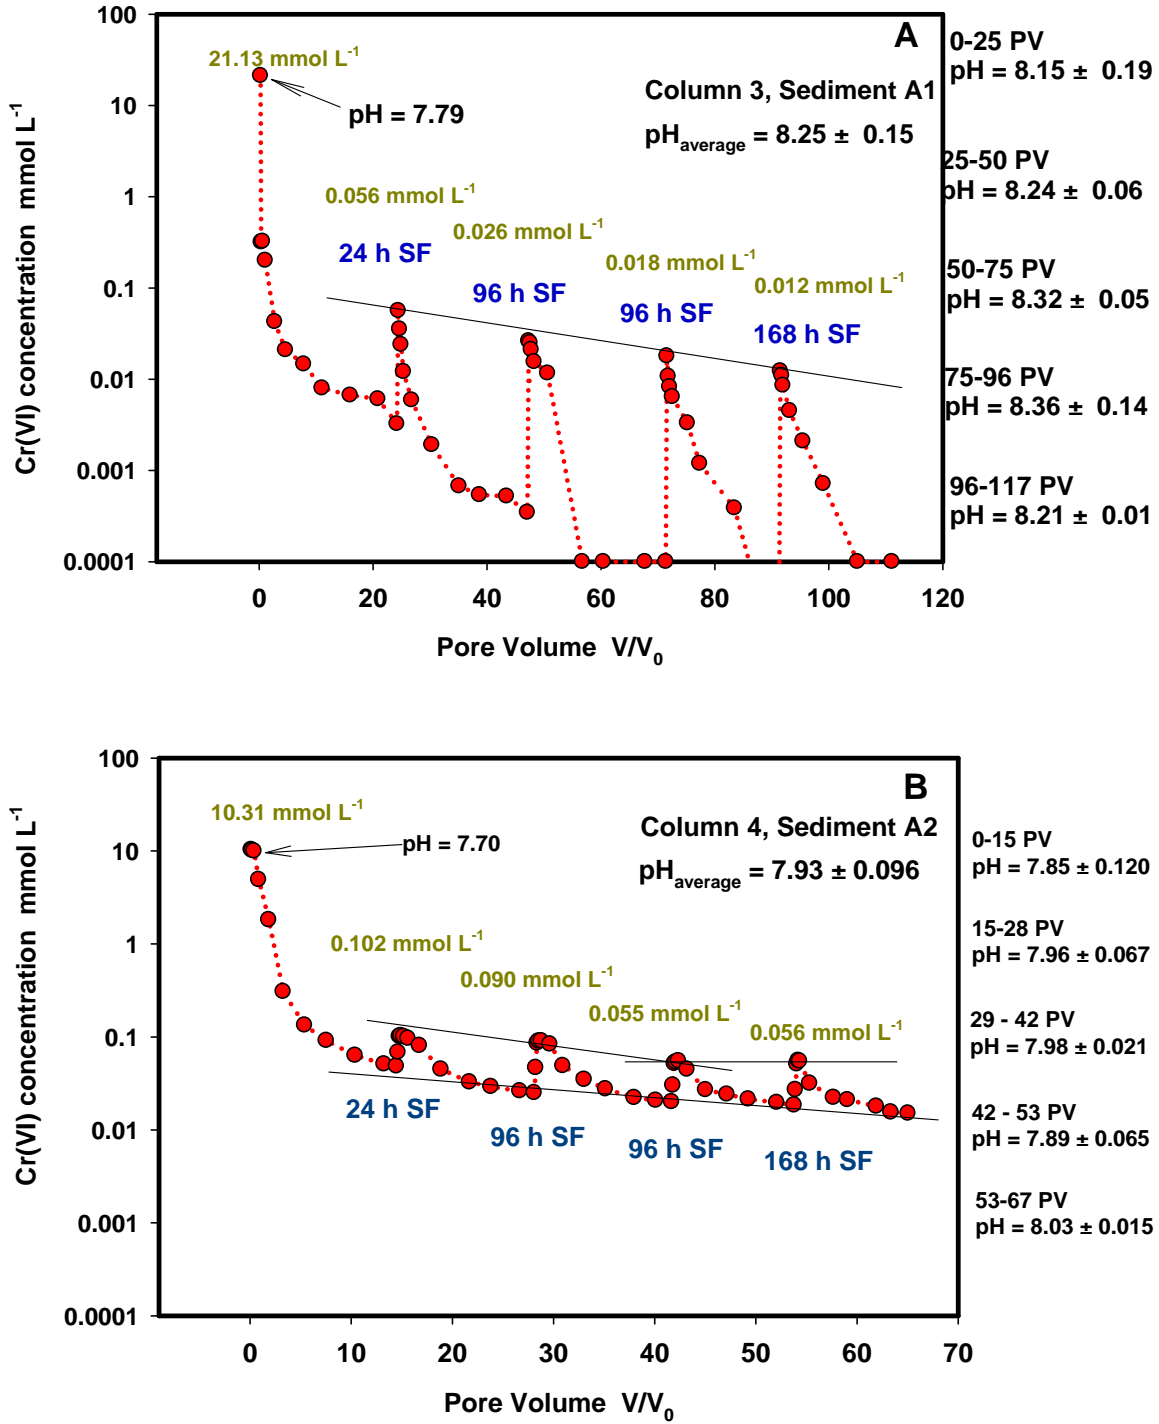 A
Column 3, Sediment A1
pHaverage = 8.25 ± 0.15
21.13 mmol L-1
pH = 7.79
0.056 mmol L-1
24 h SF
0.026 mmol L-1
96 h SF
0.018 mmol L-1
96 h SF
0.012 mmol L-1
168 h SF
0-25 PV
pH = 8.15 ± 0.19
25-50 PV
pH = 8.24 ± 0.06
50-75 PV
pH = 8.32 ± 0.05
75-96 PV
pH = 8.36 ± 0.14
96-117 PV
pH = 8.21 ± 0.01
Cr(VI) concentration mmol L-1
100
10
1
0.1
0.01
0.001
0.0001
0 20 40 60 80 100 120
Pore Volume V/V0
B
Column 4, Sediment A2
pHaverage = 7.93 ± 0.096
10.31 mmol L-1
pH = 7.70
0.102 mmol L-1
0.090 mmol L-1
0.055 mmol L-1
0.056 mmol L-1
24 h SF
96 h SF
96 h SF
168 h SF
0-15 PV
pH = 7.85 ± 0.120
15-28 PV
pH = 7.96 ± 0.067
29 - 42 PV
pH = 7.98 ± 0.021
42 - 53 PV
pH = 7.89 ± 0.065
53-67 PV
pH = 8.03 ± 0.015
Cr(VI) concentration mmol L-1
100
10
1
0.1
0.01
0.001
0.0001
0 10 20 30 40 50 60 70
Pore Volume V/V0